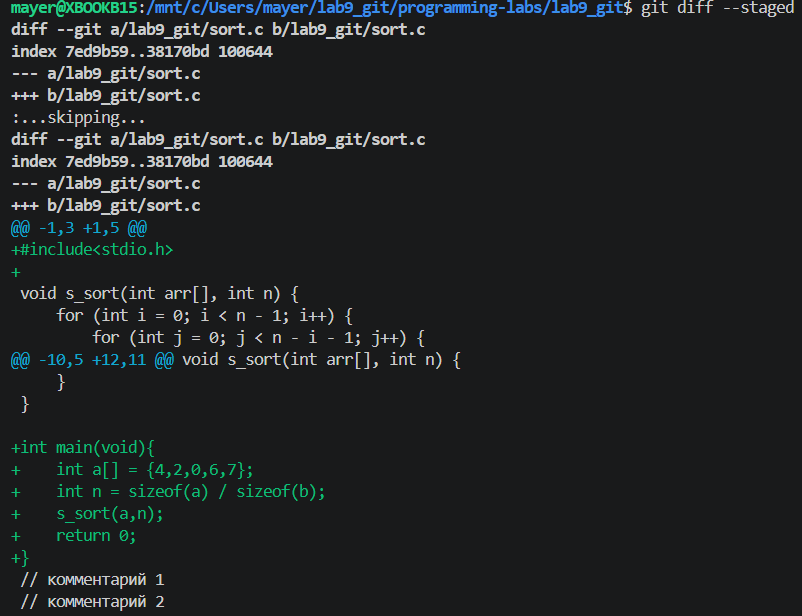 mayer@XBOOKB15:/mnt/c/Users/mayer/lab9_git/programming-labs/lab9_git$ git diff --staged
diff --git a/lab9_git/sort.c b/lab9_git/sort.c
index 7ed9b59..38170bd 100644
--- a/lab9_git/sort.c
+++ b/lab9_git/sort.c
:...skipping...
diff --git a/lab9_git/sort.c b/lab9_git/sort.c
index 7ed9b59..38170bd 100644
--- a/lab9_git/sort.c
+++ b/lab9_git/sort.c
@@ -1,3 +1,5 @@
+#include<stdio.h>
+
 void s_sort(int arr[], int n) {
     for (int i = 0; i < n - 1; i++) {
         for (int j = 0; j < n - i - 1; j++) {
@@ -10,5 +12,11 @@ void s_sort(int arr[], int n) {
     }
 }

+int main(void){
+    int a[] = {4,2,0,6,7};
+    int n = sizeof(a) / sizeof(b);
+    s_sort(a,n);
+    return 0;
+}
 // комментарий 1
 // комментарий 2